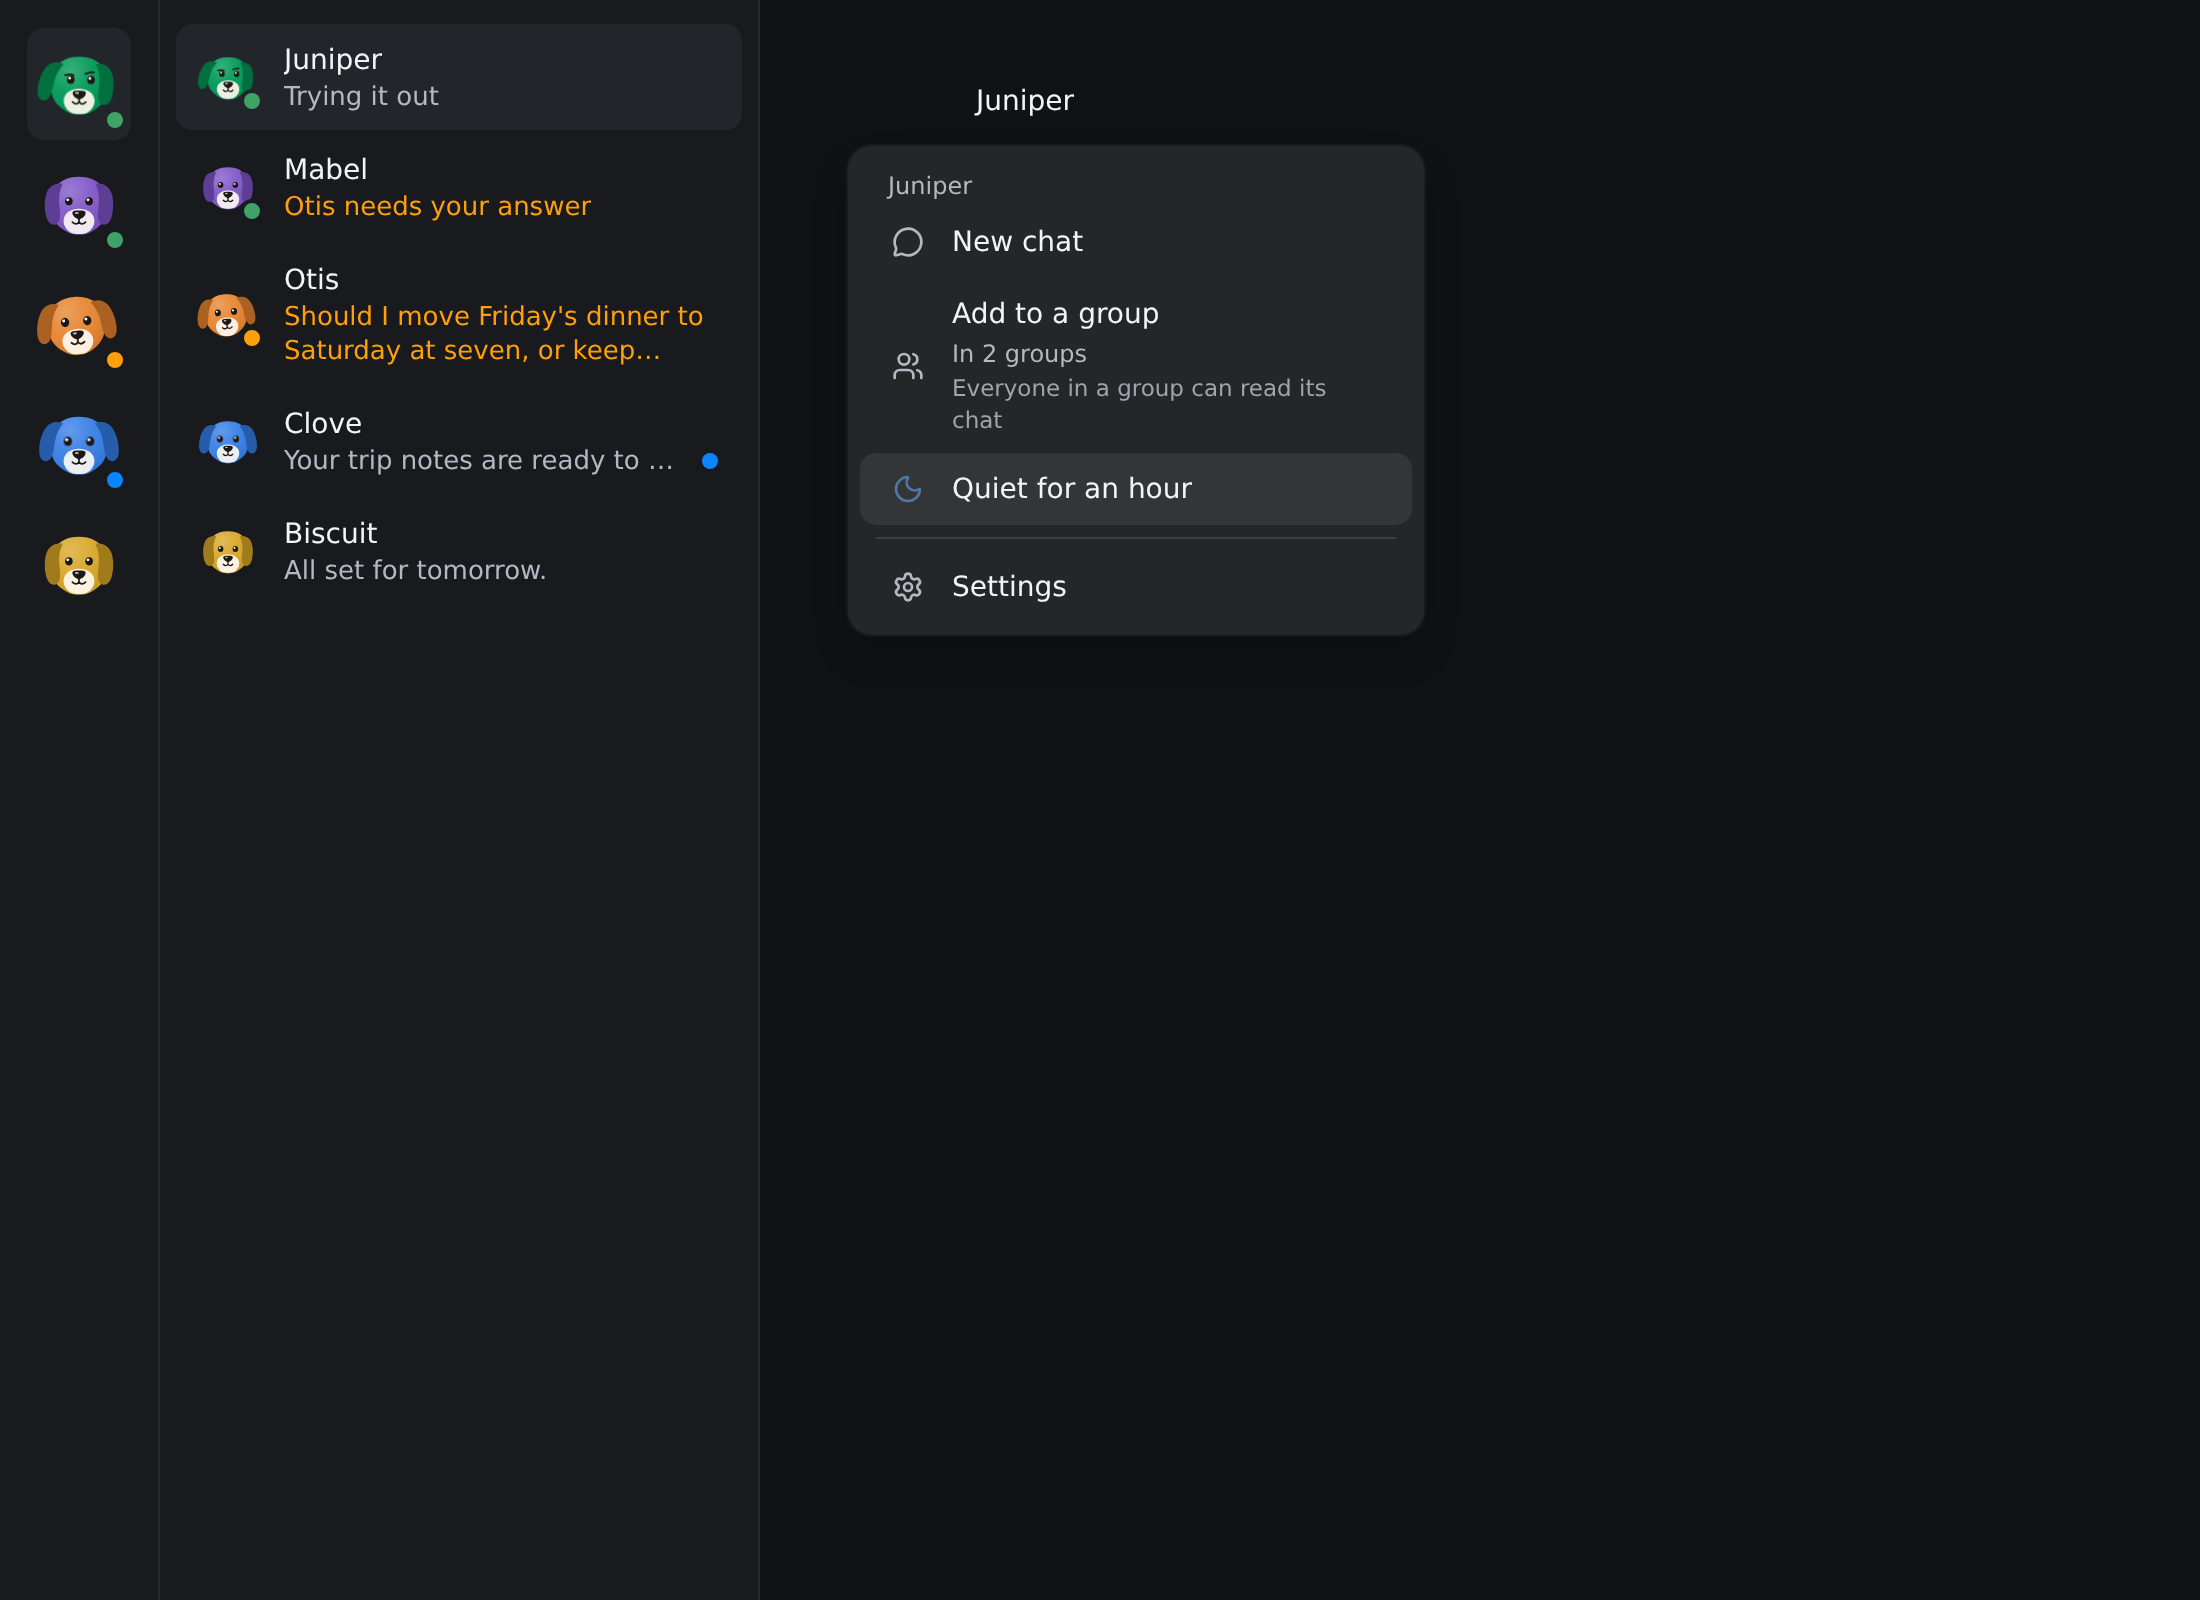 Juniper
Trying it out
Mabel
Otis needs your answer
Otis
Should I move Friday's dinner to
Saturday at seven, or keep…
Clove
Your trip notes are ready to …
Biscuit
All set for tomorrow.
Juniper
Juniper
New chat
Add to a group
In 2 groups
Everyone in a group can read its
chat
Quiet for an hour
Settings